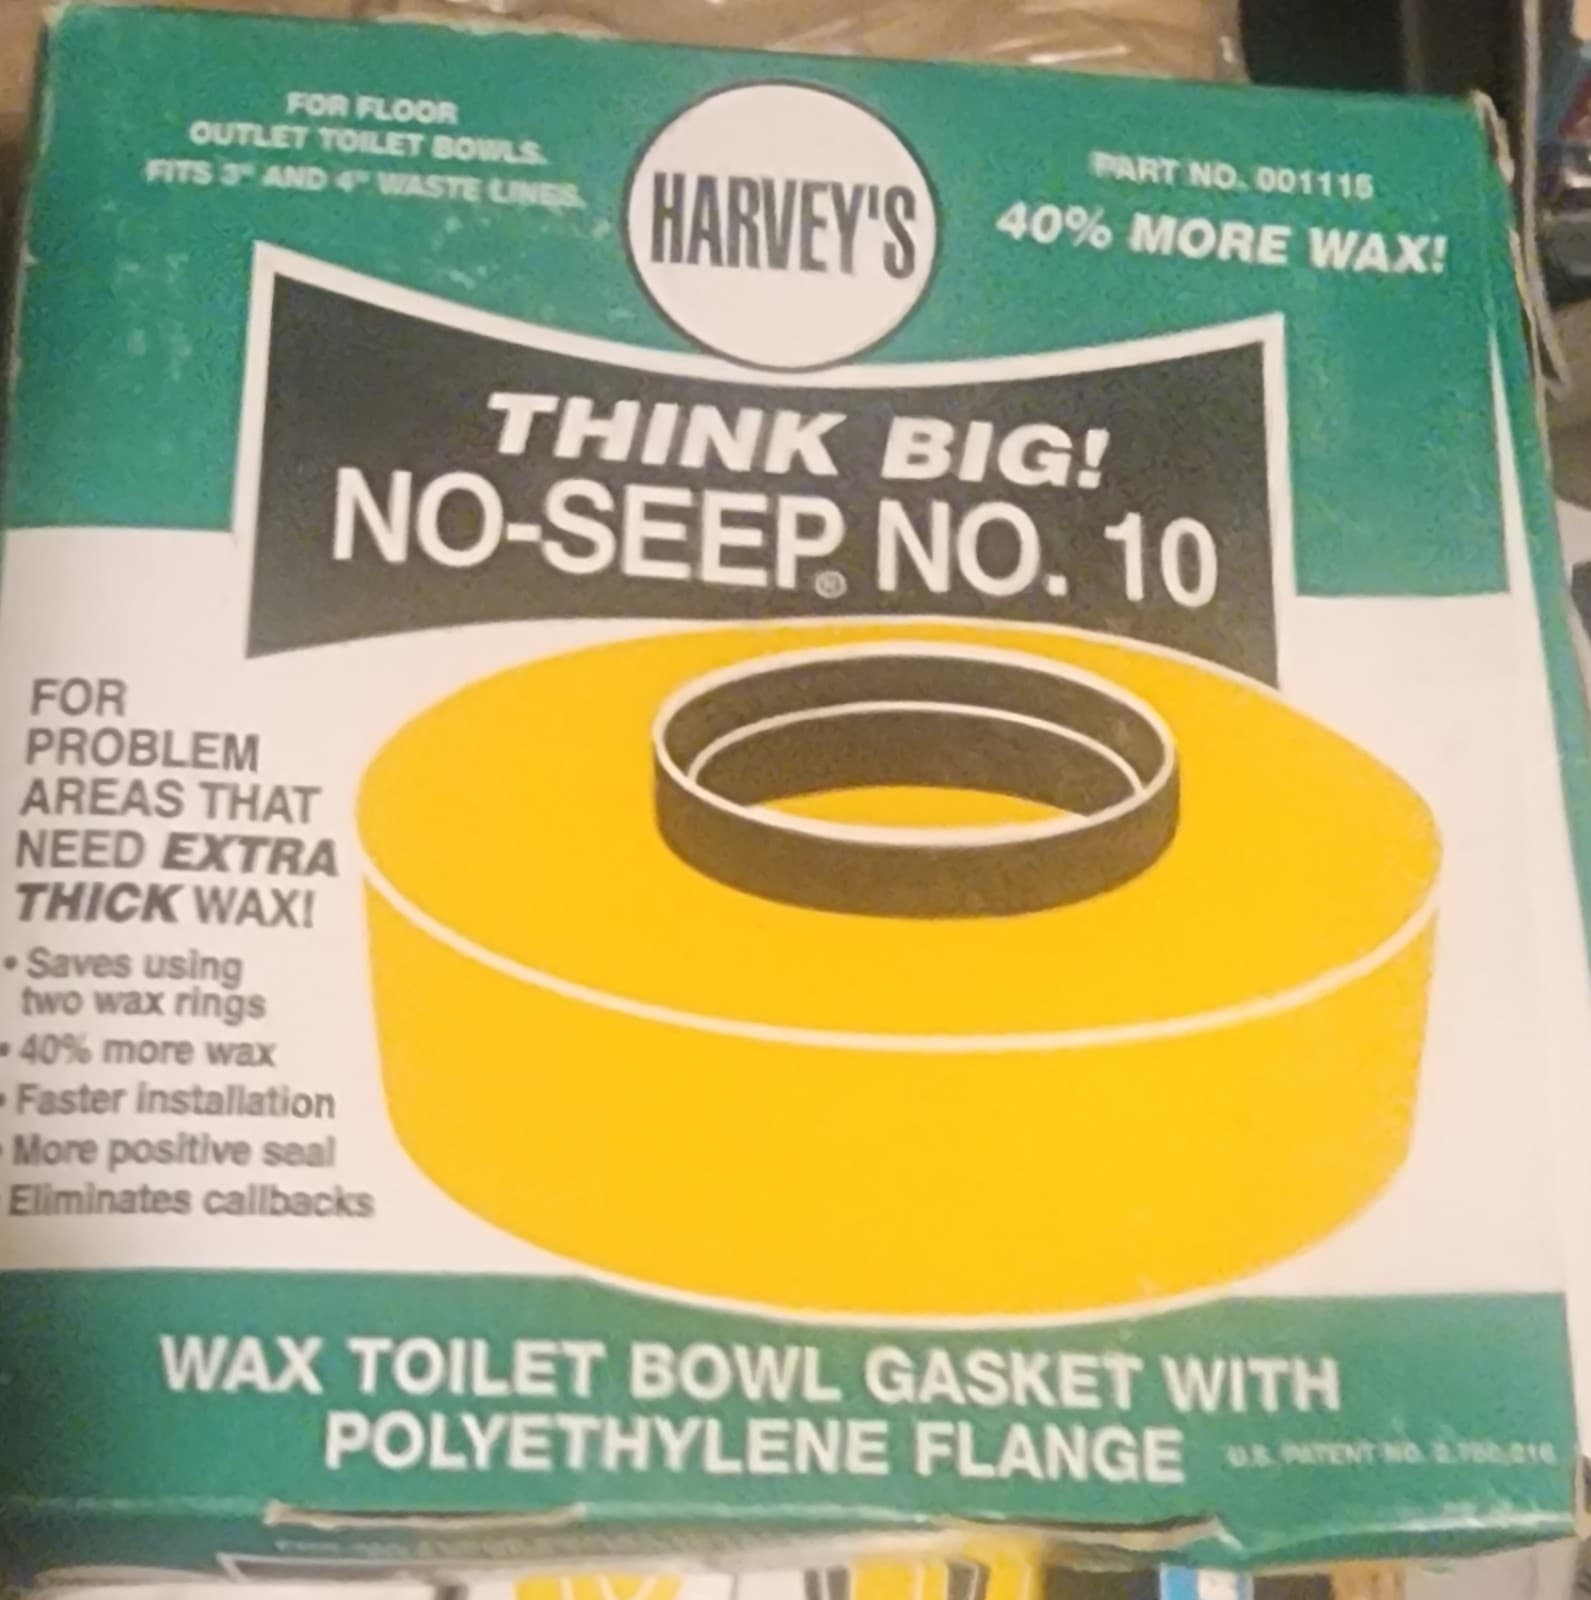 FOR FLOOR
OUTLET TOILET BOWLS.
FITS 3" AND 4" WASTE LINES.
HARVEY'S
PART NO. 001115
40% MORE WAX!
THINK BIG!
NO-SEEP® NO. 10
FOR
PROBLEM
AREAS THAT
NEED EXTRA
THICK WAX!
• Saves using
two wax rings
• 40% more wax
• Faster installation
• More positive seal
Eliminates callbacks
WAX TOILET BOWL GASKET WITH
POLYETHYLENE FLANGE
U.S. PATENT NO.